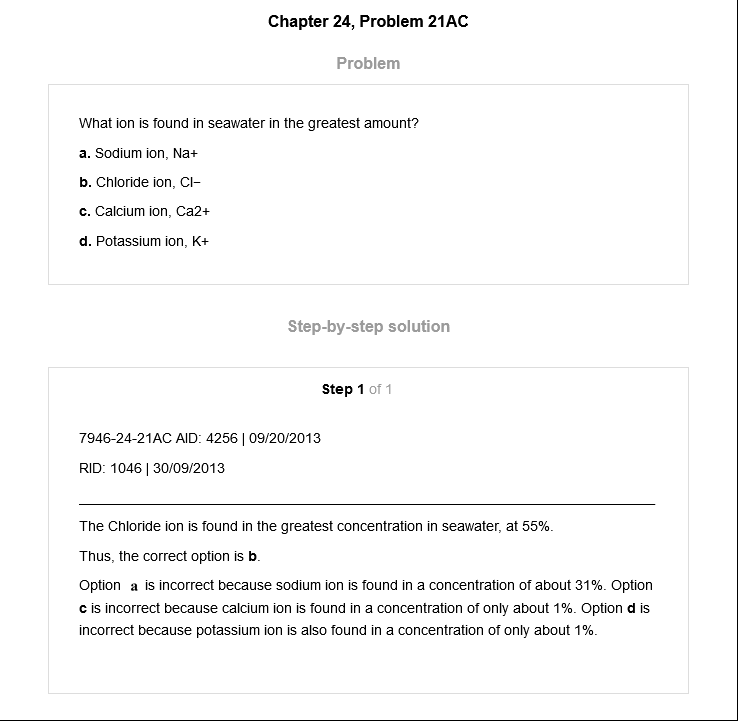 Chapter 24, Problem 21AC
Problem
What ion is found in seawater in the greatest amount?
a. Sodium ion, Na+
b. Chloride ion, Cl−
c. Calcium ion, Ca2+
d. Potassium ion, K+
Step-by-step solution
Step 1 of 1
7946-24-21AC AID: 4256 | 09/20/2013
RID: 1046 | 30/09/2013
The Chloride ion is found in the greatest concentration in seawater, at 55%.
Thus, the correct option is b.
Option a is incorrect because sodium ion is found in a concentration of about 31%. Option
c is incorrect because calcium ion is found in a concentration of only about 1%. Option d is
incorrect because potassium ion is also found in a concentration of only about 1%.